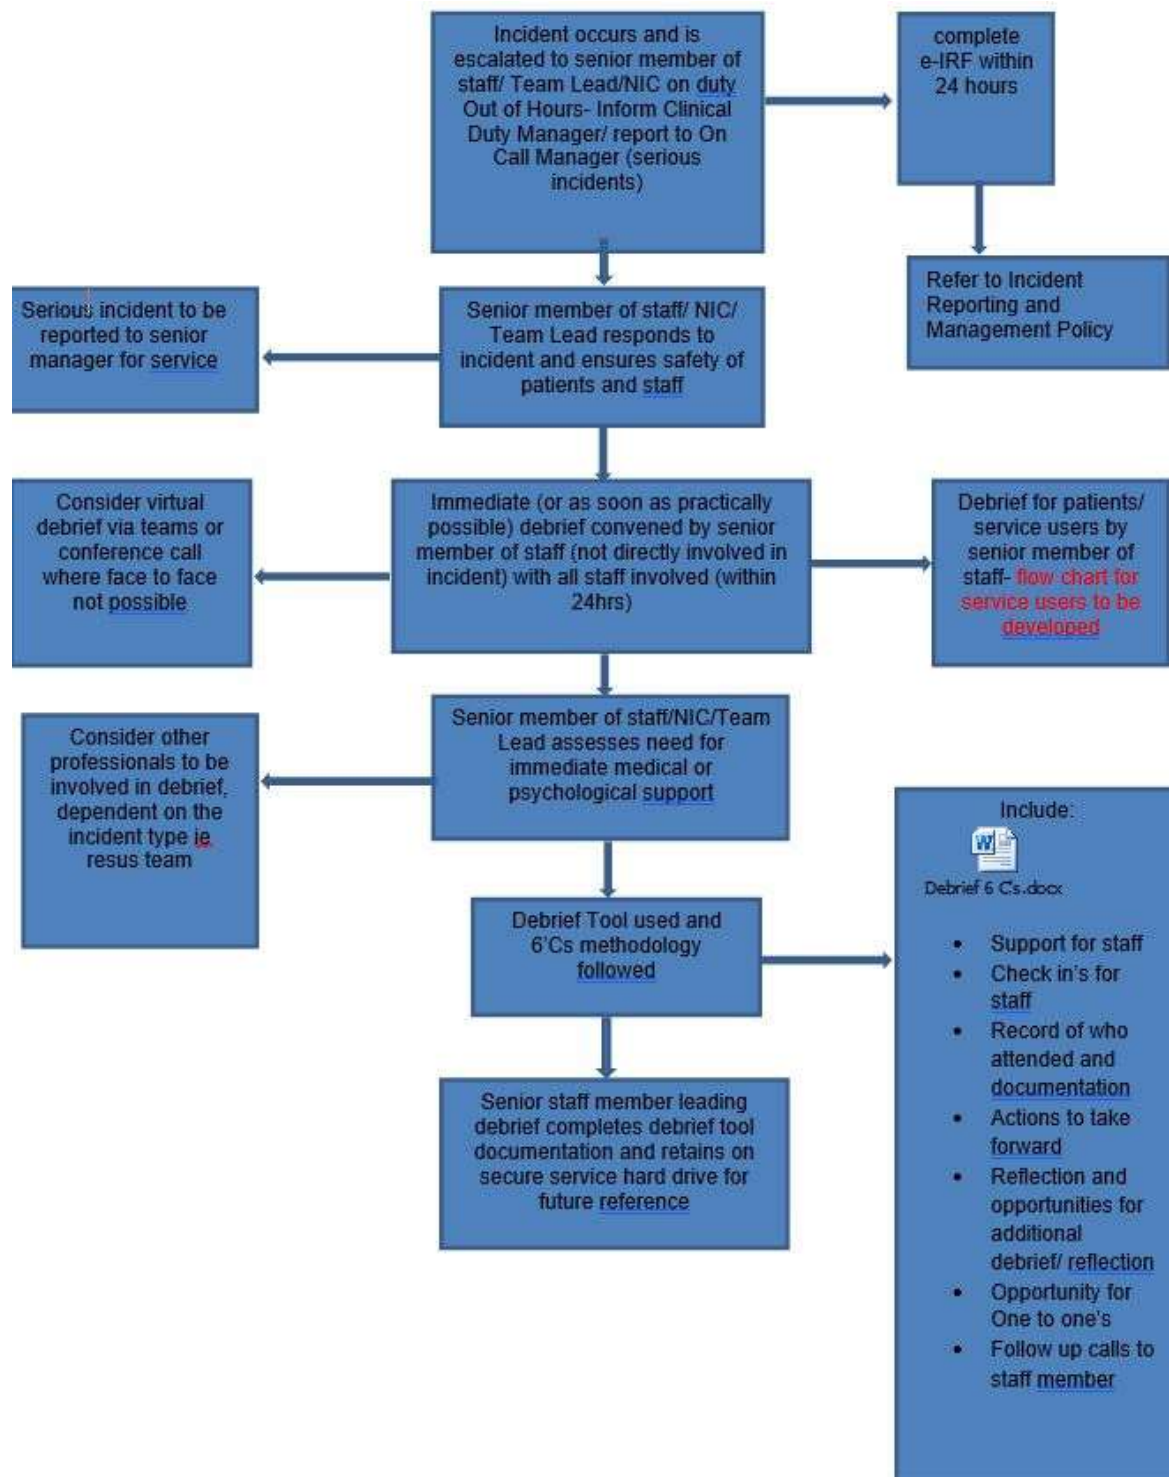 Incident occurs and is
escalated to senior member of
staff/ Team Lead/NIC on duty
Out of Hours- Inform Clinical
Duty Manager/ report to On
Call Manager (serious
incidents)
complete
e-IRF within
24 hours
Refer to Incident
Reporting and
Management Policy
Serious incident to be
reported to senior
manager for service
Senior member of staff/ NIC/
Team Lead responds to
incident and ensures safety of
patients and staff
Consider virtual
debrief via teams or
conference call
where face to face
not possible
Immediate (or as soon as practically
possible) debrief convened by senior
member of staff (not directly involved in
incident) with all staff involved (within
24hrs)
Debrief for patients/
service users by
senior member of
staff- flow chart for
service users to be
developed
Senior member of staff/NIC/Team
Lead assesses need for
immediate medical or
psychological support
Consider other
professionals to be
involved in debrief,
dependent on the
incident type ie
resus team
Debrief Tool used and
6'Cs methodology
followed
Include:
W
Debrief 6 C's.docx
• Support for staff
• Check in's for
staff
• Record of who
attended and
documentation
• Actions to take
forward
• Reflection and
opportunities for
additional
debrief/ reflection
• Opportunity for
One to one's
• Follow up calls to
staff member
Senior staff member leading
debrief completes debrief tool
documentation and retains on
secure service hard drive for
future reference